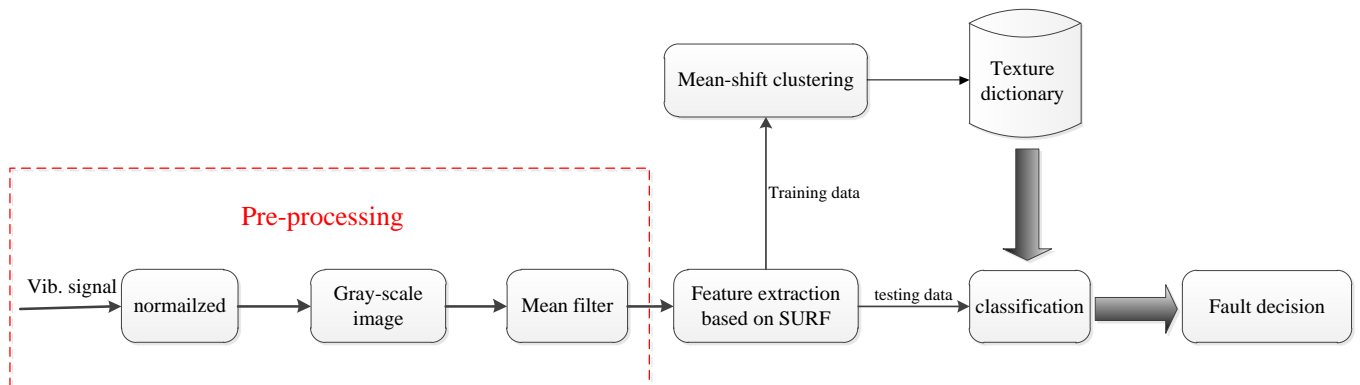 Mean-shift clustering
Texture
dictionary
Training data
Pre-processing
Vib. signal
normailzed
Gray-scale
image
Mean filter
Feature extraction
based on SURF
testing data
classification
Fault decision